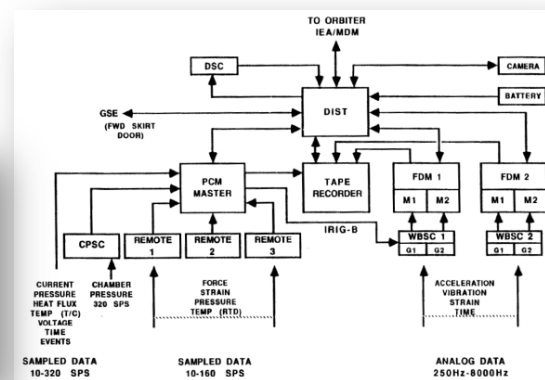 TO ORBITER
IEA/MDM
DSC
CAMERA
DIST
BATTERY
GSE
(FWD SKIRT
DOOR)
PCM
MASTER
TAPE
RECORDER
FDM 1
M1 M2
FDM 2
M1 M2
IRIG-B
CPSC
REMOTE
1
REMOTE
2
REMOTE
3
WBSC 1
G1 G2
WBSC 2
G1 G2
CURRENT
PRESSURE
HEAT FLUX
TEMP (T/C)
VOLTAGE
TIME
EVENTS
CHAMBER
PRESSURE
320 SPS
FORCE
STRAIN
PRESSURE
TEMP (RTD)
ACCELERATION
VIBRATION
STRAIN
TIME
SAMPLED DATA
10-320 SPS
SAMPLED DATA
10-160 SPS
ANALOG DATA
250Hz-8000Hz